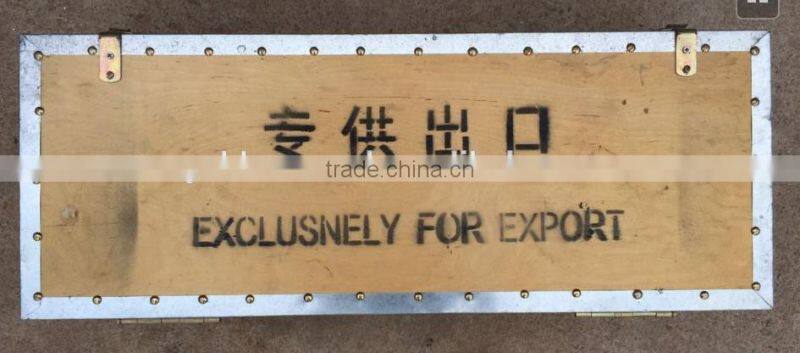 专供出口
trade.china.cn
EXCLUSNELY FOR EXPORT